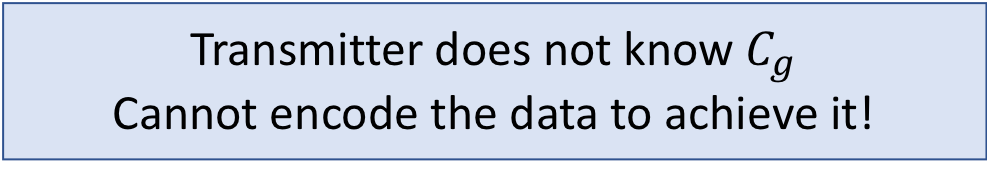 Transmitter does not know $C_g$
Cannot encode the data to achieve it!